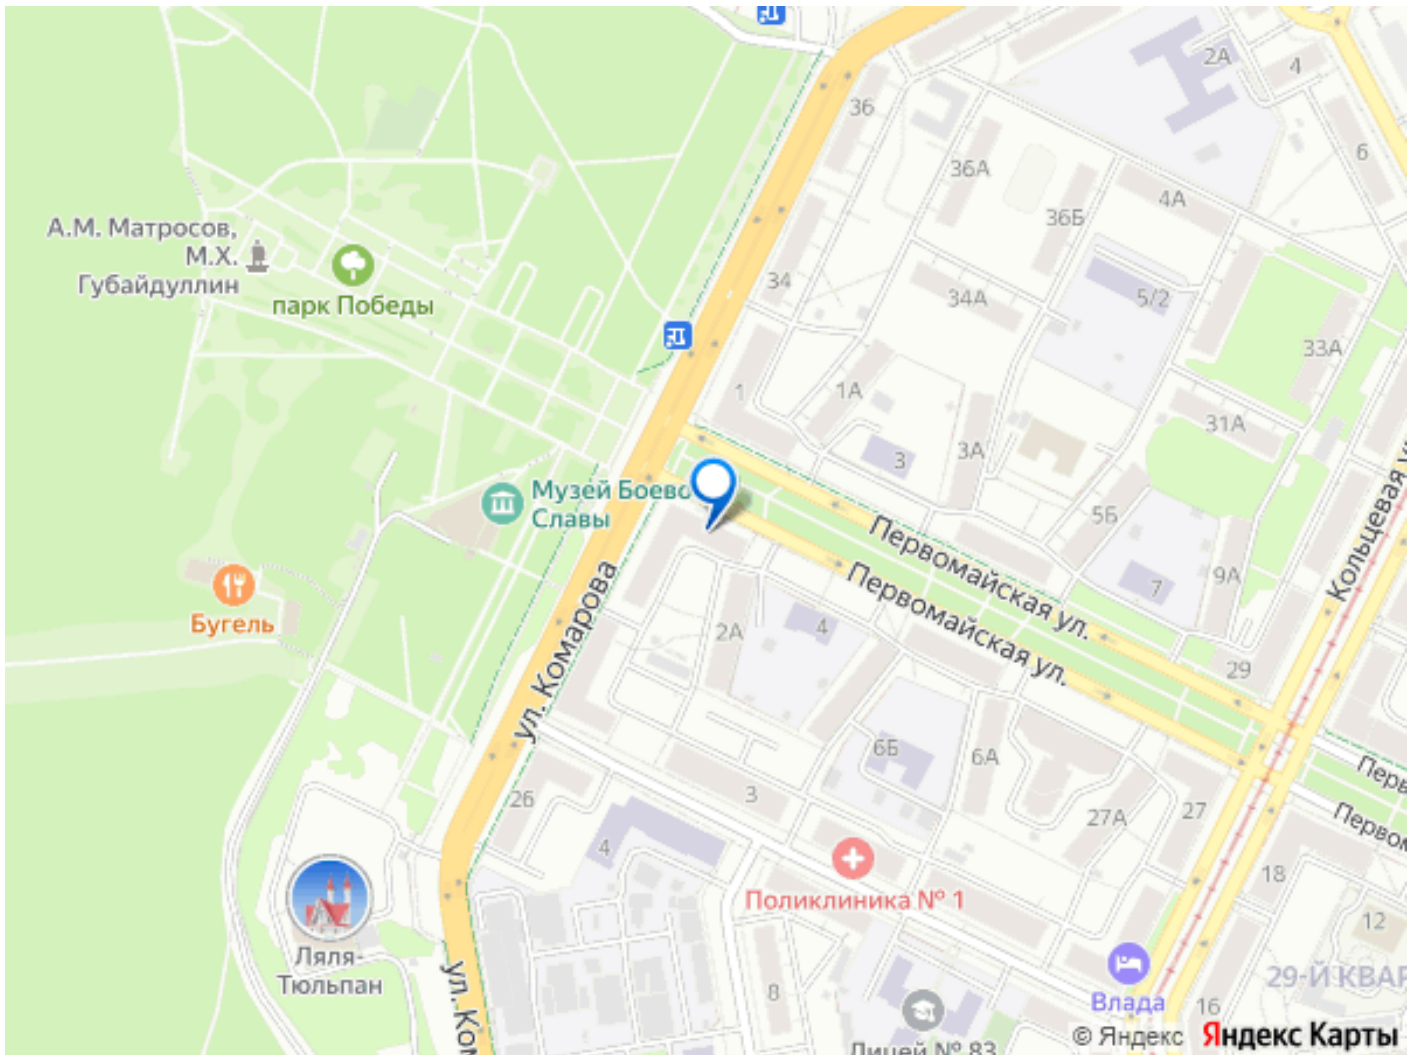 2А
4
36
6
36А
4А
А.М. Матросов,
М.Х.
Губайдуллин
36Б
парк Победы
34
34А
5/2
33А
1
1А
31А
3
3А
Музей Боево
Славы
5Б
Первомайская ул.
Кольцевая у
7
9А
Бугель
Первомайская ул.
ул. Комарова
2А
4
29
6Б
6А
Перв
26
3
27А
27
Первом
4
Поликлиника № 1
18
12
Ляля-
Тюльпан
ул. Ком
8
Влада
29-Й КВАР
16
Лицей № 83
© Яндекс Яндекс Карты